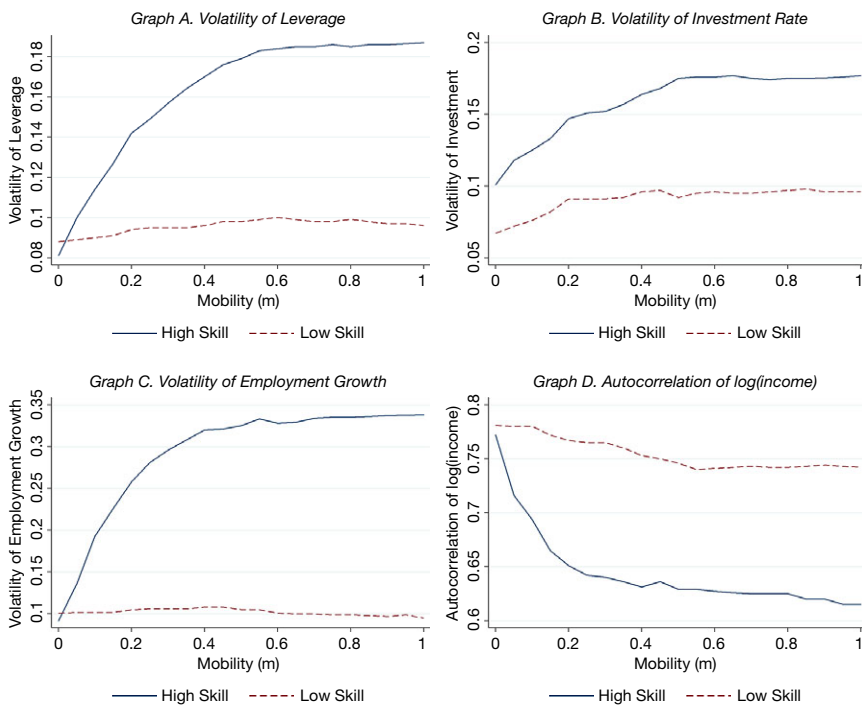 Graph A. Volatility of Leverage
Volatility of Leverage
0.18
0.16
0.14
0.12
0.1
0.08
0 0.2 0.4 0.6 0.8 1
Mobility (m)
High Skill Low Skill
Graph B. Volatility of Investment Rate
Volatility of Investment
0.2
0.15
0.1
0.05
0 0.2 0.4 0.6 0.8 1
Mobility (m)
High Skill Low Skill
Graph C. Volatility of Employment Growth
Volatility of Employment Growth
0.35
0.3
0.25
0.2
0.15
0.1
0 0.2 0.4 0.6 0.8 1
Mobility (m)
High Skill Low Skill
Graph D. Autocorrelation of log(income)
Autocorrelation of log(income)
0.8
0.75
0.7
0.65
0.6
0 0.2 0.4 0.6 0.8 1
Mobility (m)
High Skill Low Skill